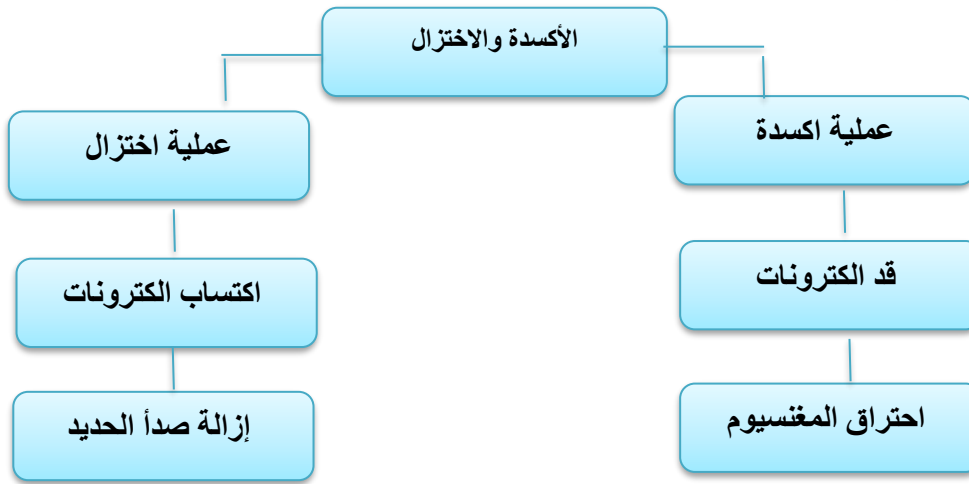 الأكسدة والاختزال
عملية اكسدة
عملية اختزال
قد الكترونات
اكتساب الكترونات
احتراق المغنسيوم
إزالة صدأ الحديد